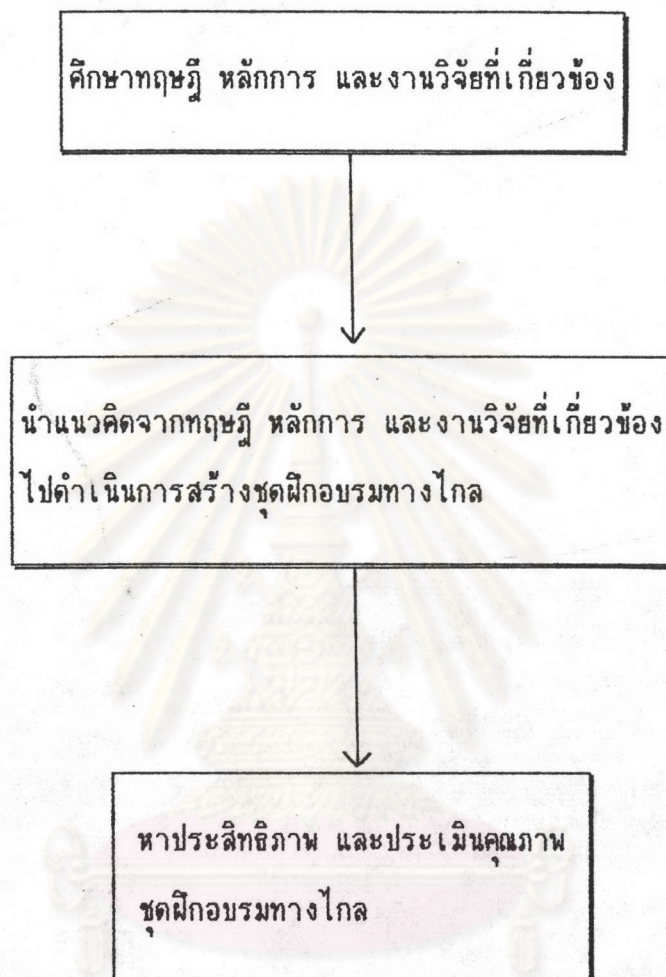 ศึกษาทฤษฎี หลักการ และงานวิจัยที่เกี่ยวข้อง
นำแนวคิดจากทฤษฎี หลักการ และงานวิจัยที่เกี่ยวข้อง
ไปดำเนินการสร้างชุดฝึกอบรมทางไกล
หาประสิทธิภาพ และประเมินคุณภาพ
ชุดฝึกอบรมทางไกล